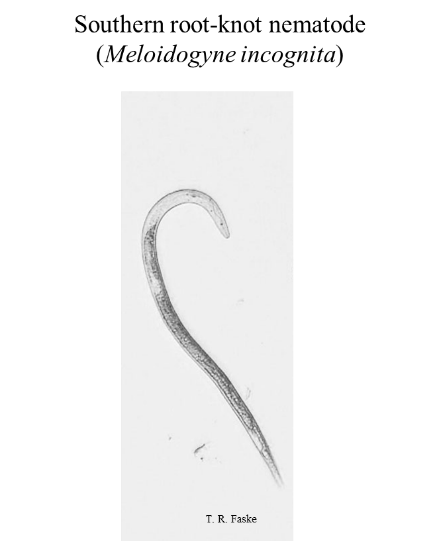 Southern root-knot nematode
(Meloidogyne incognita)
T. R. Faske